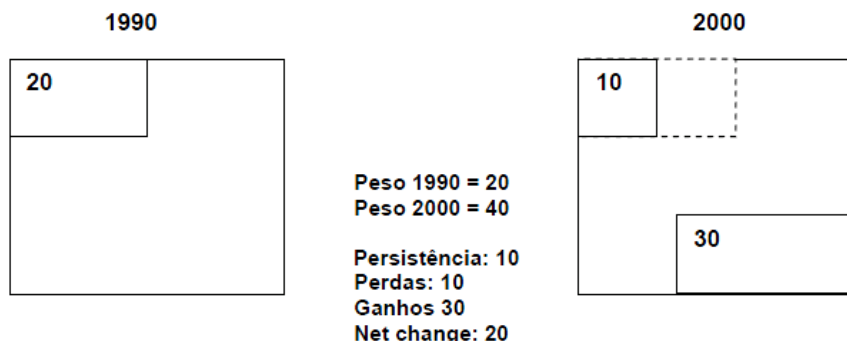 1990
2000
20
10
Peso 1990 = 20
Peso 2000 = 40
30
Persistência: 10
Perdas: 10
Ganhos 30
Net change: 20